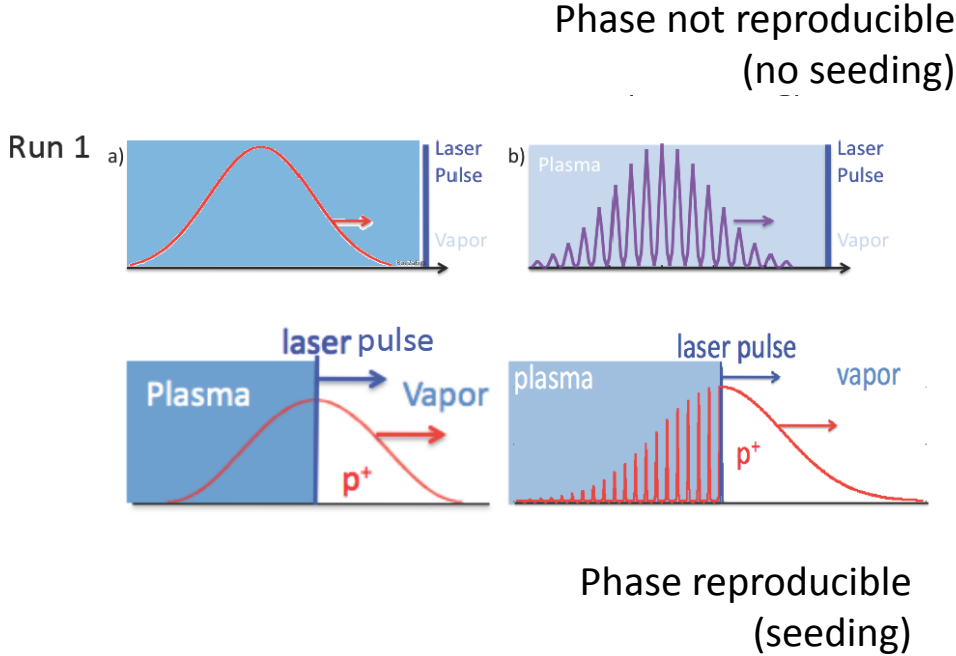 Phase not reproducible
(no seeding)
Run 1
a)
Laser
Pulse
Vapor
b)
Plasma
Laser
Pulse
Vapor
laser pulse
Plasma
Vapor
p+
laser pulse
plasma
vapor
p+
Phase reproducible
(seeding)